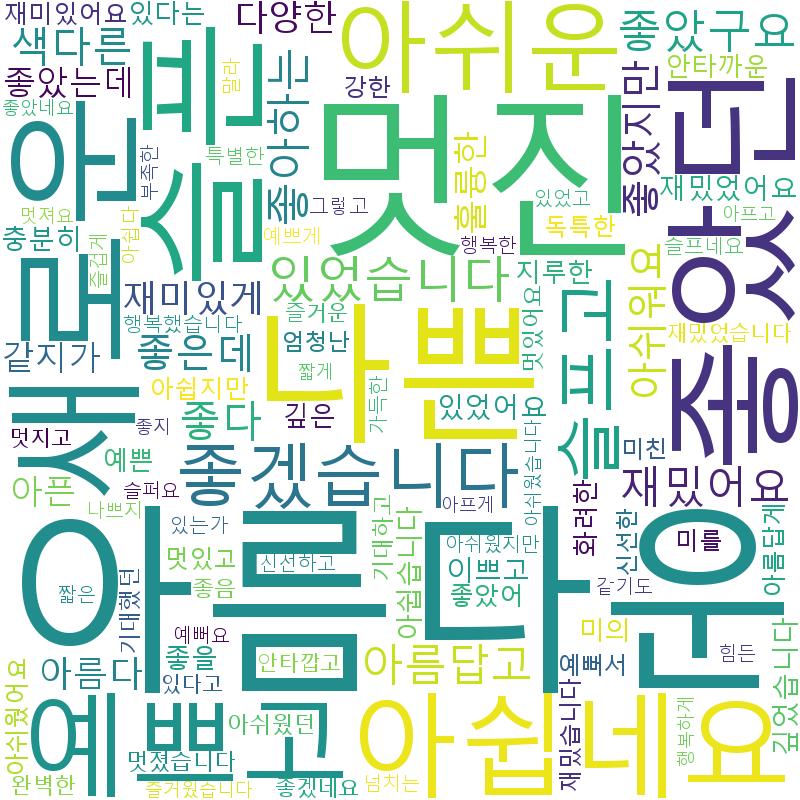 재미있어요
있다는
다양한
아쉬운
좋았구요
색다른
좋았는데
슬픈
좋아하는
강한
멋진
안타까운
좋았지만
좋았던
좋았네요
말라
부족한
특별한
훌륭한
있었고
재밌었어요
새로운
멋져요
아쉽다
즐겁게
충분히
예쁘게
그렇고
행복한
독특한
아프고
슬프네요
있었습니다
지루한
재미있게
즐거운
멋있어요
슬프고
아쉬워요
행복했습니다
재밌었습니다
같지가
좋은데
엄청난
나쁜
짧게
가득한
아쉽지만
좋다
깊은
있었어요
멋지고
좋지
예쁜
좋겠습니다
아쉬웠습니다
미친
재밌어요
아픈
슬퍼요
나쁘지
아프게
있는가
기대하고
아쉽습니다
아쉬웠지만
화려한
신선한
미를
아름답게
아름다운
멋있고
신선하고
이쁘고
같기도
짧은
기대했던
좋음
좋았어
예뻐요
미의
힘든
아름다
좋을
안타깝고
아름답고
예뻐서
깊었습니다
아쉬웠어요
있다고
재밌습니다
예쁘고
아쉬웠던
아쉽네요
행복하게
멋졌습니다
완벽한
즐거웠습니다
좋겠네요
넘치는